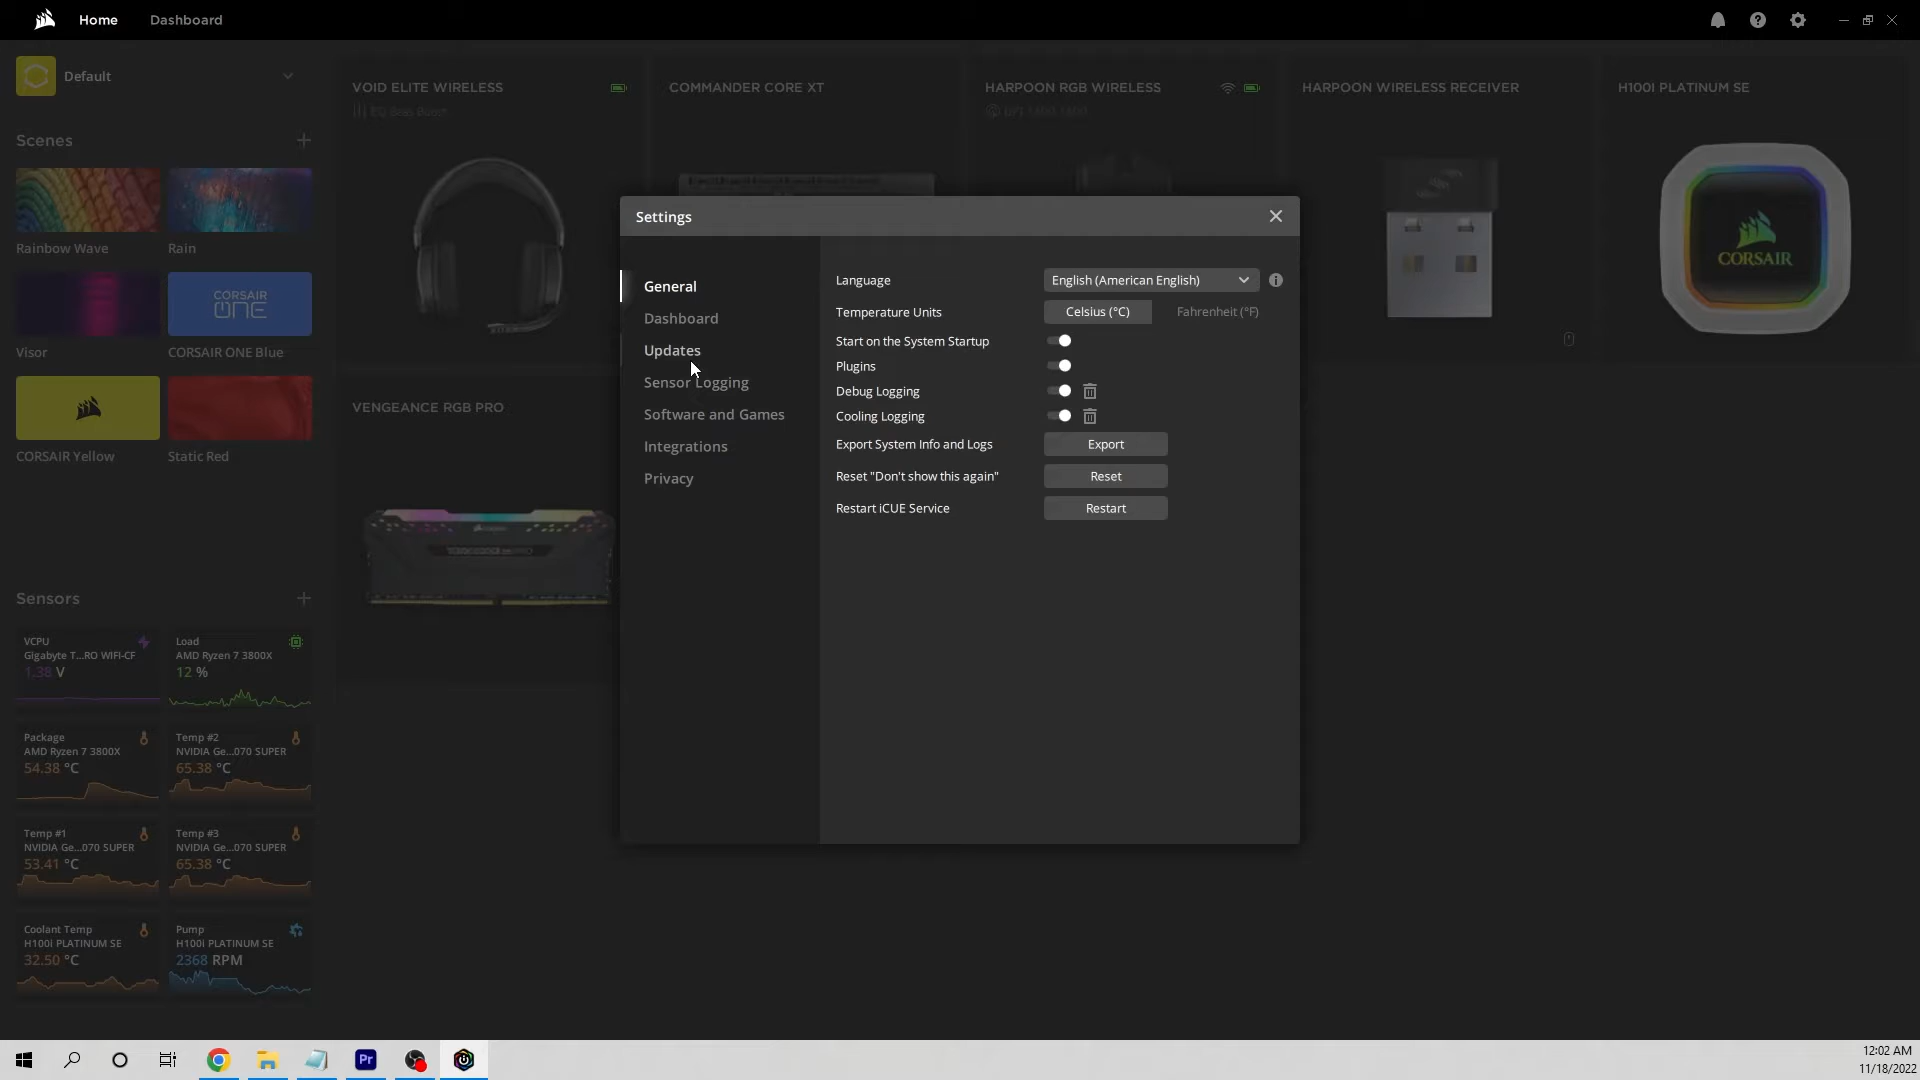 Home
Dashboard
Default
Scenes
Rainbow Wave
Rain
CORSAIR
ONE
Visor
CORSAIR ONE Blue
CORSAIR Yellow
Static Red
Sensors
VCPU
Gigabyte T...RO WIFI-CF
1.38 V
Load
AMD Ryzen 7 3800X
12 %
Package
AMD Ryzen 7 3800X
54.38 °C
Temp #2
NVIDIA Ge...070 SUPER
65.38 °C
Temp #1
NVIDIA Ge...070 SUPER
53.41 °C
Temp #3
NVIDIA Ge...070 SUPER
65.38 °C
Coolant Temp
H100i PLATINUM SE
32.50 °C
Pump
H100i PLATINUM SE
2368 RPM
VOID ELITE WIRELESS
EQ Bass Boost
COMMANDER CORE XT
HARPOON RGB WIRELESS
DPI
HARPOON WIRELESS RECEIVER
H100I PLATINUM SE
CORSAIR
VENGEANCE RGB PRO
Settings
General
Dashboard
Updates
Sensor Logging
Software and Games
Integrations
Privacy
Language
English (American English)
Temperature Units
Celsius (°C)
Fahrenheit (°F)
Start on the System Startup
Plugins
Debug Logging
Cooling Logging
Export System Info and Logs
Export
Reset "Don't show this again"
Reset
Restart iCUE Service
Restart
Pr
12:02 AM
11/18/2022